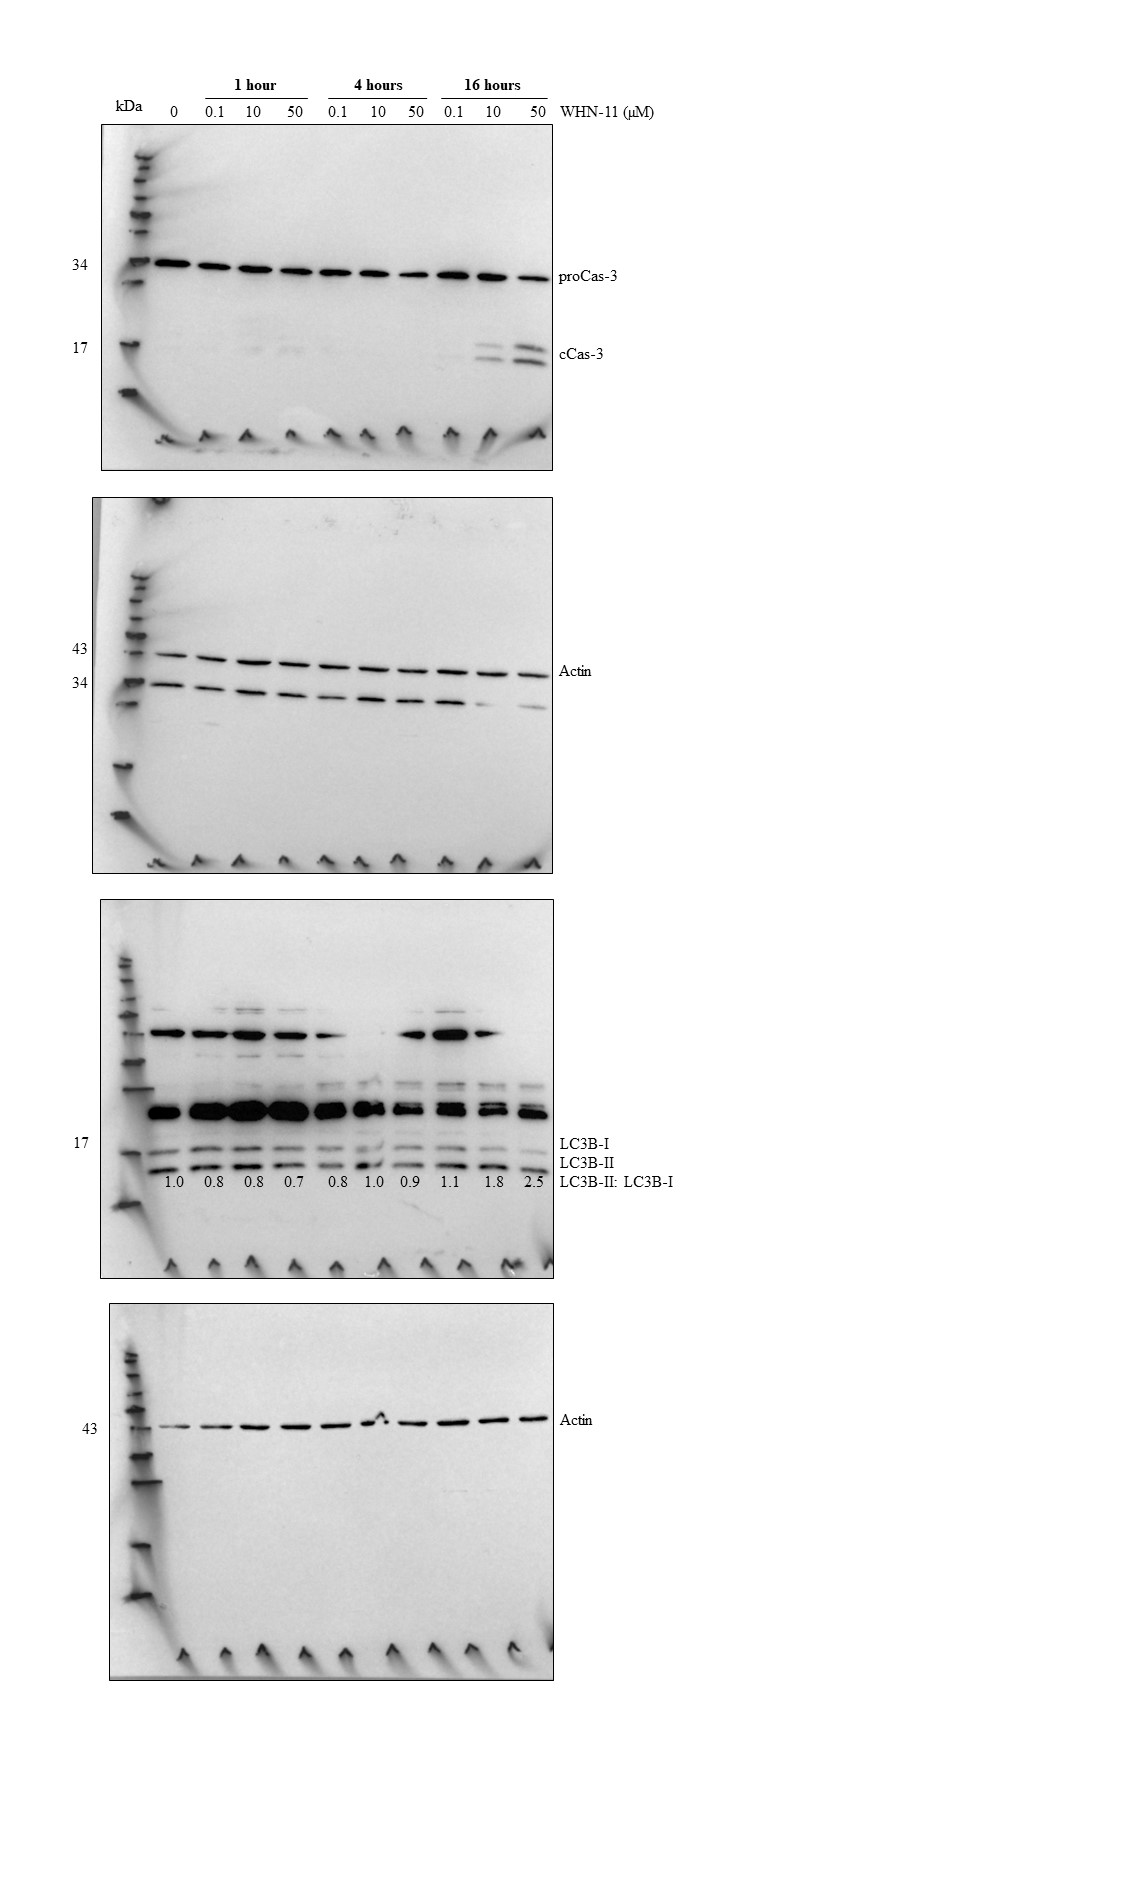 1 hour 4 hours 16 hours
kDa 0 0.1 10 50 0.1 10 50 0.1 10 50 WHN-11 (µM)
34
proCas-3
17
cCas-3
43
Actin
34
17 LC3B-I
LC3B-II
1.0 0.8 0.8 0.7 0.8 1.0 0.9 1.1 1.8 2.5 LC3B-II: LC3B-I
43 Actin